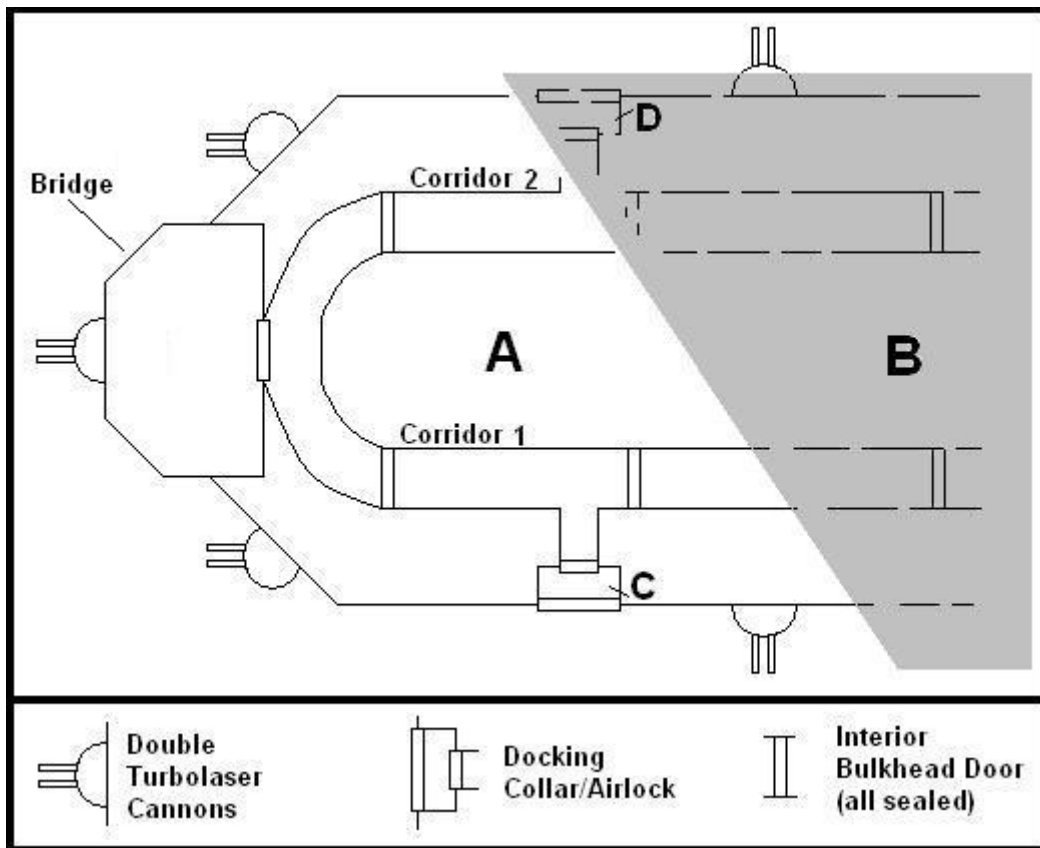 D
Corridor 2
Bridge
A
B
Corridor 1
C
Double
Turbolaser
Cannons
Docking
Collar/Airlock
Interior
Bulkhead Door
(all sealed)